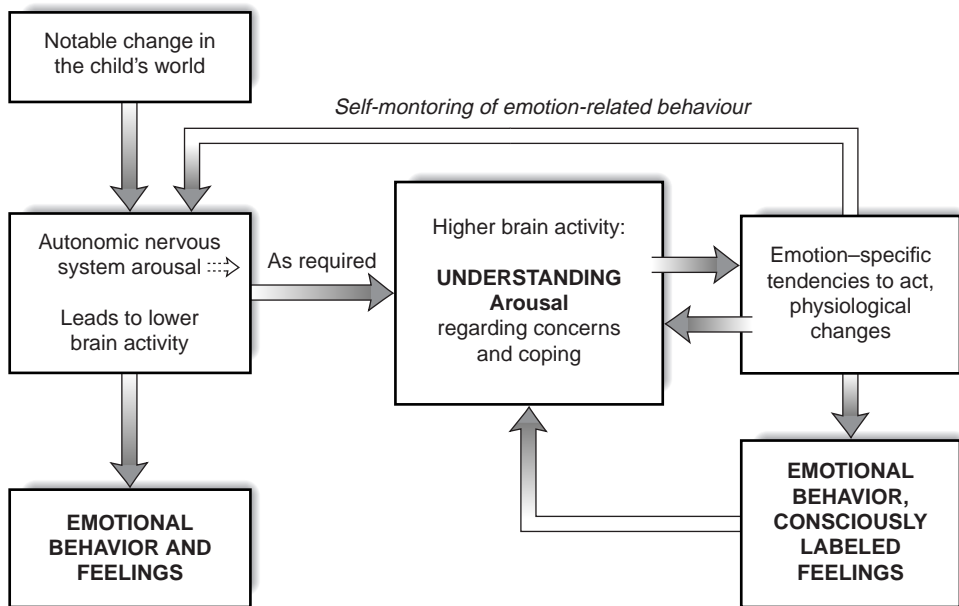 Notable change in
the child's world
Self-montoring of emotion-related behaviour
Autonomic nervous
system arousal
Leads to lower
brain activity
As required
Higher brain activity:
UNDERSTANDING
Arousal
regarding concerns
and coping
Emotion–specific
tendencies to act,
physiological
changes
EMOTIONAL
BEHAVIOR AND
FEELINGS
EMOTIONAL
BEHAVIOR,
CONSCIOUSLY
LABELED
FEELINGS